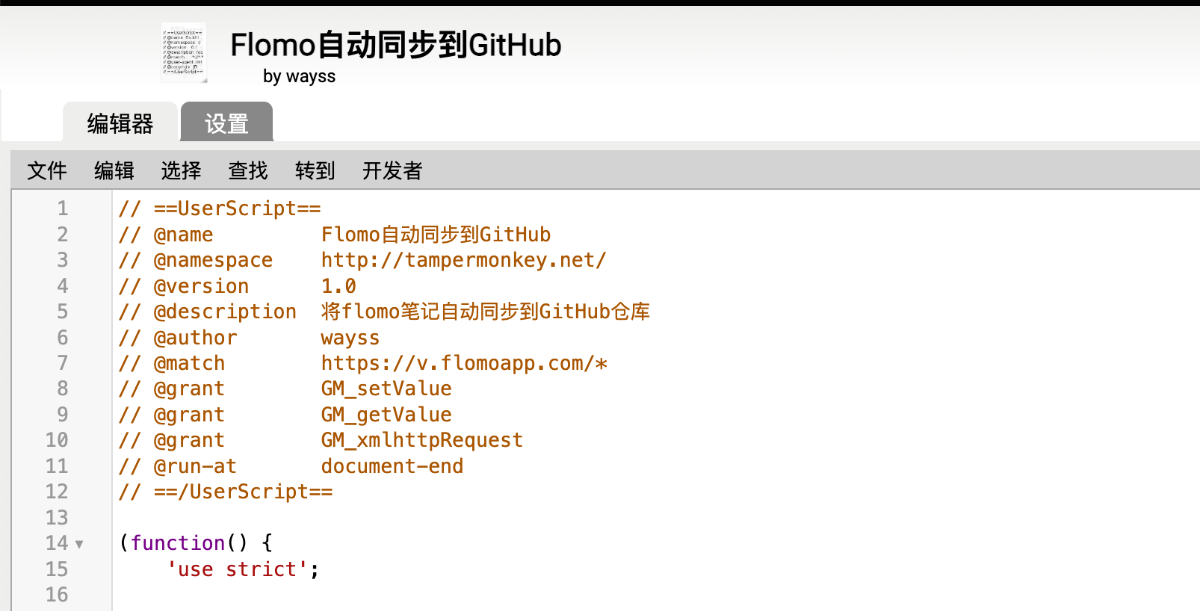 Flomo自动同步到GitHub
by wayss
编辑器 设置
文件 编辑 选择 查找 转到 开发者
1 // ==UserScript==
2 // @name         Flomo自动同步到GitHub
3 // @namespace    http://tampermonkey.net/
4 // @version      1.0
5 // @description  将flomo笔记自动同步到GitHub仓库
6 // @author       wayss
7 // @match        https://v.flomoapp.com/*
8 // @grant        GM_setValue
9 // @grant        GM_getValue
10 // @grant        GM_xmlhttpRequest
11 // @run-at       document-end
12 // ==/UserScript==
13
14 (function() {
15     'use strict';
16